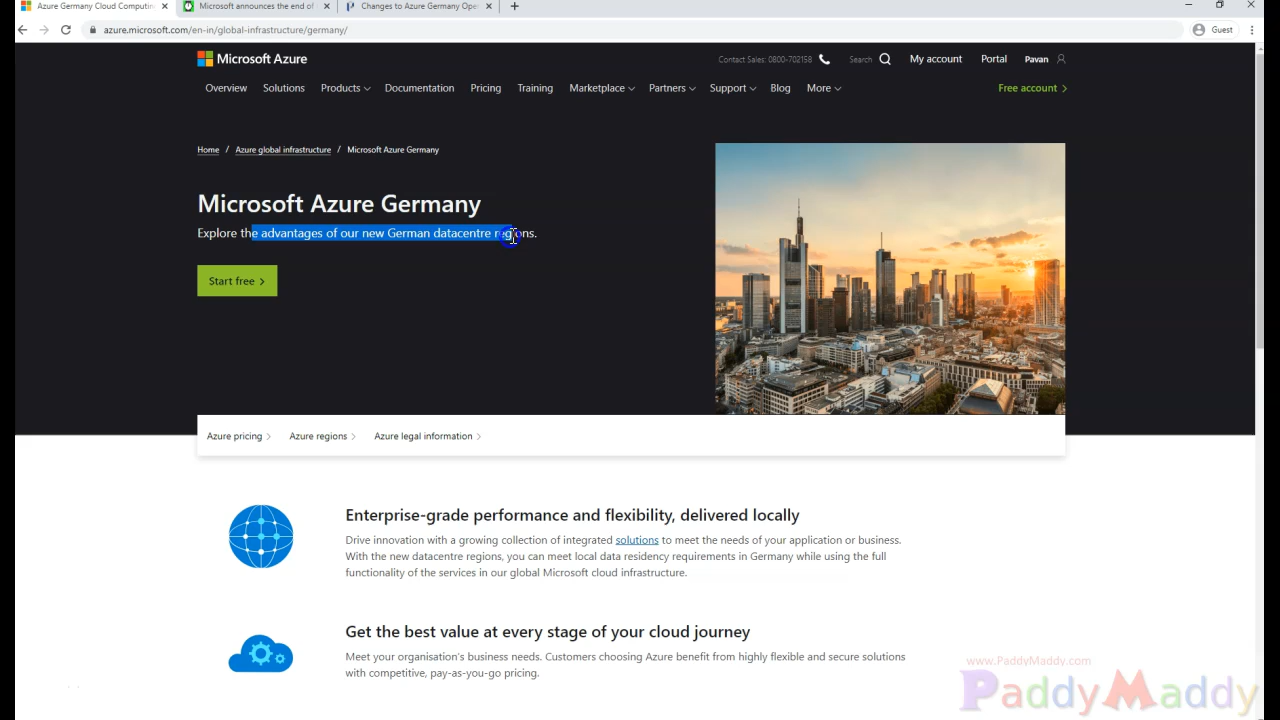 Azure Germany Cloud Computin
Microsoft announces the end of
Changes to Azure Germany Ope
azure.microsoft.com/en-in/global-infrastructure/germany/
Guest
Microsoft Azure
Contact Sales: 0800-702158
Search
My account
Portal
Pavan
Overview
Solutions
Products
Documentation
Pricing
Training
Marketplace
Partners
Support
Blog
More
Free account
Home / Azure global infrastructure / Microsoft Azure Germany
Microsoft Azure Germany
Explore the advantages of our new German datacentre regions.
Start free
Azure pricing
Azure regions
Azure legal information
Enterprise-grade performance and flexibility, delivered locally
Drive innovation with a growing collection of integrated solutions to meet the needs of your application or business.
With the new datacentre regions, you can meet local data residency requirements in Germany while using the full
functionality of the services in our global Microsoft cloud infrastructure.
Get the best value at every stage of your cloud journey
Meet your organisation's business needs. Customers choosing Azure benefit from highly flexible and secure solutions
with competitive, pay-as-you-go pricing.
www.PaddyMaddy.com
PaddyMaddy